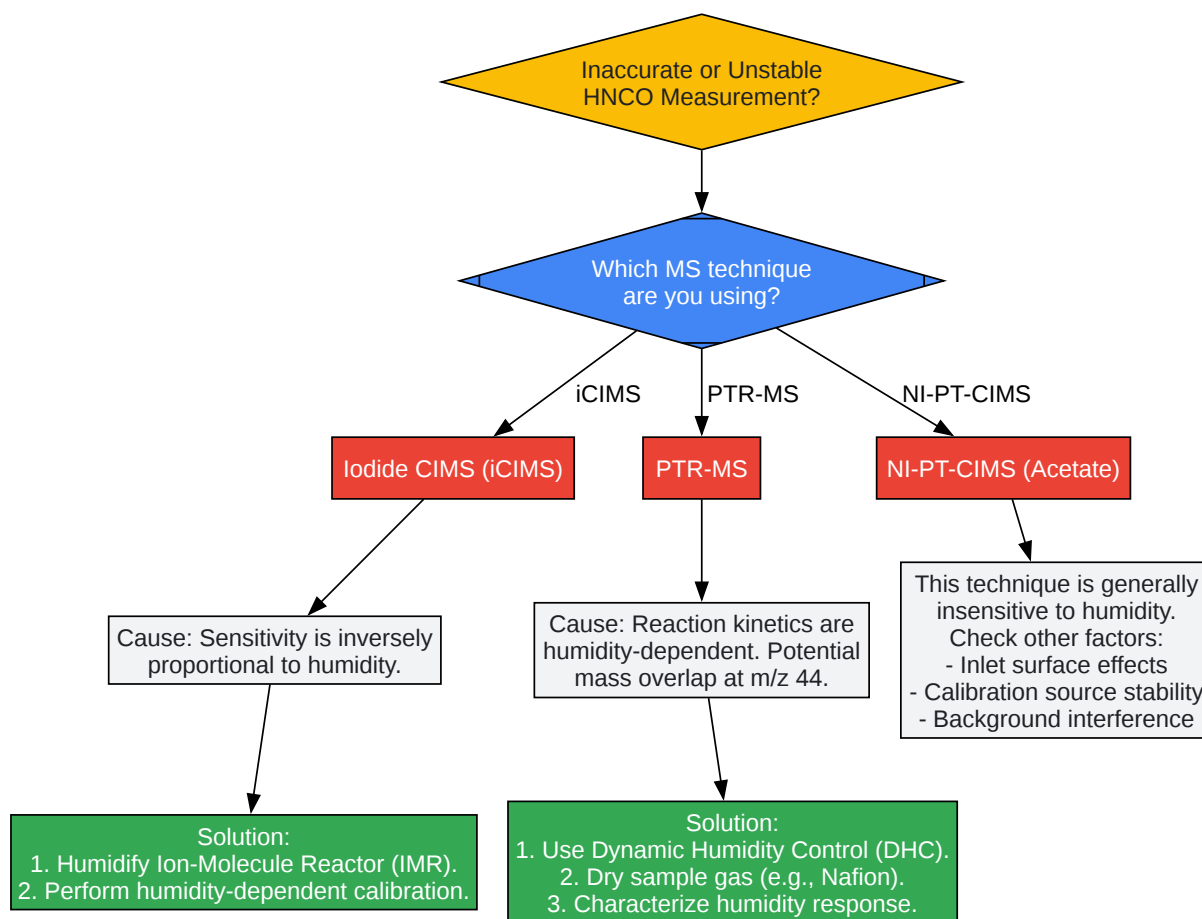 Inaccurate or Unstable
HNCO Measurement?
Which MS technique
are you using?
iCIMS
PTR-MS
NI-PT-CIMS
Iodide CIMS (iCIMS)
PTR-MS
NI-PT-CIMS (Acetate)
Cause: Sensitivity is inversely
proportional to humidity.
Cause: Reaction kinetics are
humidity-dependent. Potential
mass overlap at m/z 44.
This technique is generally
insensitive to humidity.
Check other factors:
- Inlet surface effects
- Calibration source stability
- Background interference
Solution:
1. Humidify Ion-Molecule Reactor (IMR).
2. Perform humidity-dependent calibration.
Solution:
1. Use Dynamic Humidity Control (DHC).
2. Dry sample gas (e.g., Nafion).
3. Characterize humidity response.